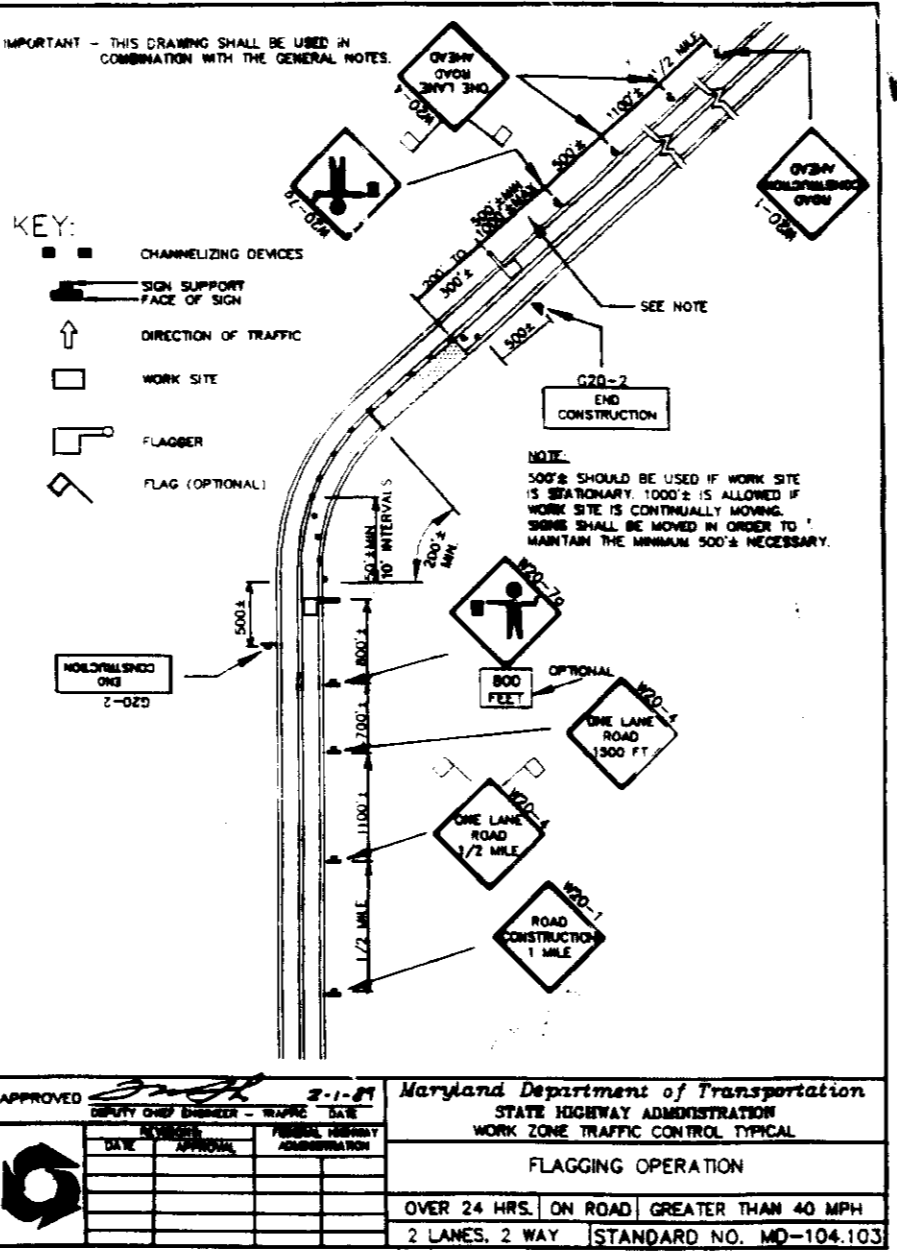 IMPORTANT - THIS DRAWING SHALL BE USED IN
COMBINATION WITH THE GENERAL NOTES.
ONE LANE
ROAD
AHEAD
W20-4
1/2 MILE
1100'±
500'±
ROAD
CONSTRUCTION
AHEAD
W20-1
W20-7a
500'±MIN
1000'±MAX
200' TO
300'±
KEY:
CHANNELIZING DEVICES
SIGN SUPPORT
FACE OF SIGN
DIRECTION OF TRAFFIC
WORK SITE
FLAGGER
FLAG (OPTIONAL)
SEE NOTE
500±
G20-2
END
CONSTRUCTION
NOTE:
500'± SHOULD BE USED IF WORK SITE
IS STATIONARY. 1000'± IS ALLOWED IF
WORK SITE IS CONTINUALLY MOVING.
SIGNS SHALL BE MOVED IN ORDER TO
MAINTAIN THE MINIMUM 500'± NECESSARY.
50'±MIN
10' INTERVALS
200'±
MIN.
500±
END
CONSTRUCTION
G20-2
800'±
W20-7a
800
FEET
OPTIONAL
700'±
W20-4
ONE LANE
ROAD
1500 FT
1100'±
W20-4
ONE LANE
ROAD
1/2 MILE
1/2 MILE
W20-1
ROAD
CONSTRUCTION
1 MILE
APPROVED 2-1-89
DEPUTY CHIEF ENGINEER - TRAFFIC DATE
REVISIONS
DATE APPROVAL
FEDERAL HIGHWAY
ADMINISTRATION
Maryland Department of Transportation
STATE HIGHWAY ADMINISTRATION
WORK ZONE TRAFFIC CONTROL TYPICAL
FLAGGING OPERATION
OVER 24 HRS. ON ROAD GREATER THAN 40 MPH
2 LANES, 2 WAY STANDARD NO. MD-104.103